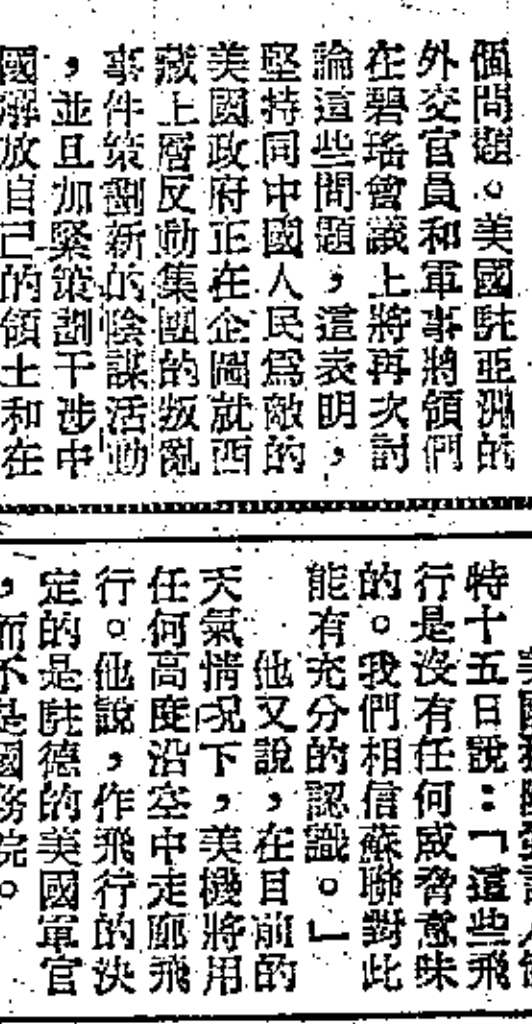 個問題。美國駐亞洲的
外交官員和軍事將領們
在碧瑤會議上將再次討
論這些問題，這表明，
堅持同中國人民爲敵的
美國政府正在企圖就西
藏上層反動集團的叛亂
事件策劃新的陰謀活動
，並且加緊策劃干涉中
國解放自己的領土和在
特十五日說：「這些飛
行是沒有任何威脅意味
的。我們相信蘇聯對此
能有充分的認識。」
他又說，在目前的
天氣情况下，美機將用
任何高度沿空中走廊飛
行。他說，作飛行的決
定的是駐德的美國軍官
，而不是國務院。